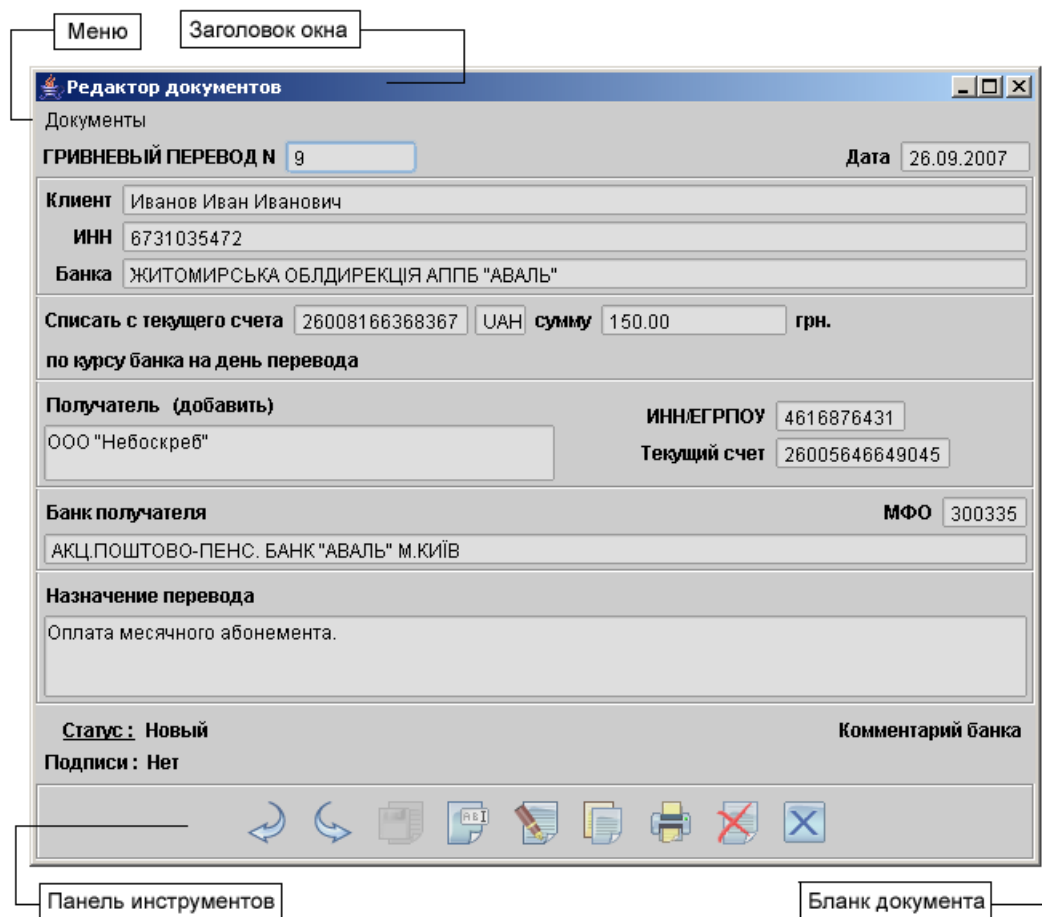 Меню
Заголовок окна
Редактор документов
Документы
ГРИВНЕВЫЙ ПЕРЕВОД N 9 Дата 26.09.2007
Клиент Иванов Иван Иванович
ИНН 6731035472
Банка ЖИТОМИРСЬКА ОБЛДИРЕКЦІЯ АППБ "АВАЛЬ"
Списать с текущего счета 26008166368367 UAH сумму 150.00 грн.
по курсу банка на день перевода
Получатель (добавить)
ООО "Небоскреб"
ИНН/ЕГРПОУ 4616876431
Текущий счет 26005646649045
Банк получателя МФО 300335
АКЦ.ПОШТОВО-ПЕНС. БАНК "АВАЛЬ" М.КИЇВ
Назначение перевода
Оплата месячного абонемента.
Статус: Новый Комментарий банка
Подписи: Нет
ABI
Панель инструментов
Бланк документа